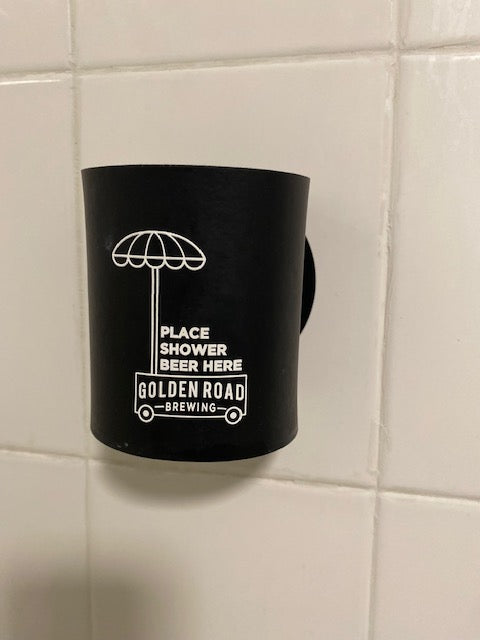 PLACE
SHOWER
BEER HERE
GOLDEN ROAD
BREWING